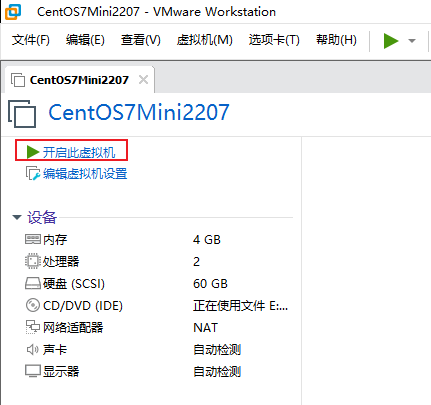 CentOS7Mini2207 - VMware Workstation
文件(F) 编辑(E) 查看(V) 虚拟机(M) 选项卡(T) 帮助(H)
CentOS7Mini2207
CentOS7Mini2207
开启此虚拟机
编辑虚拟机设置
设备
内存 4 GB
处理器 2
硬盘 (SCSI) 60 GB
CD/DVD (IDE) 正在使用文件 E:...
网络适配器 NAT
声卡 自动检测
显示器 自动检测